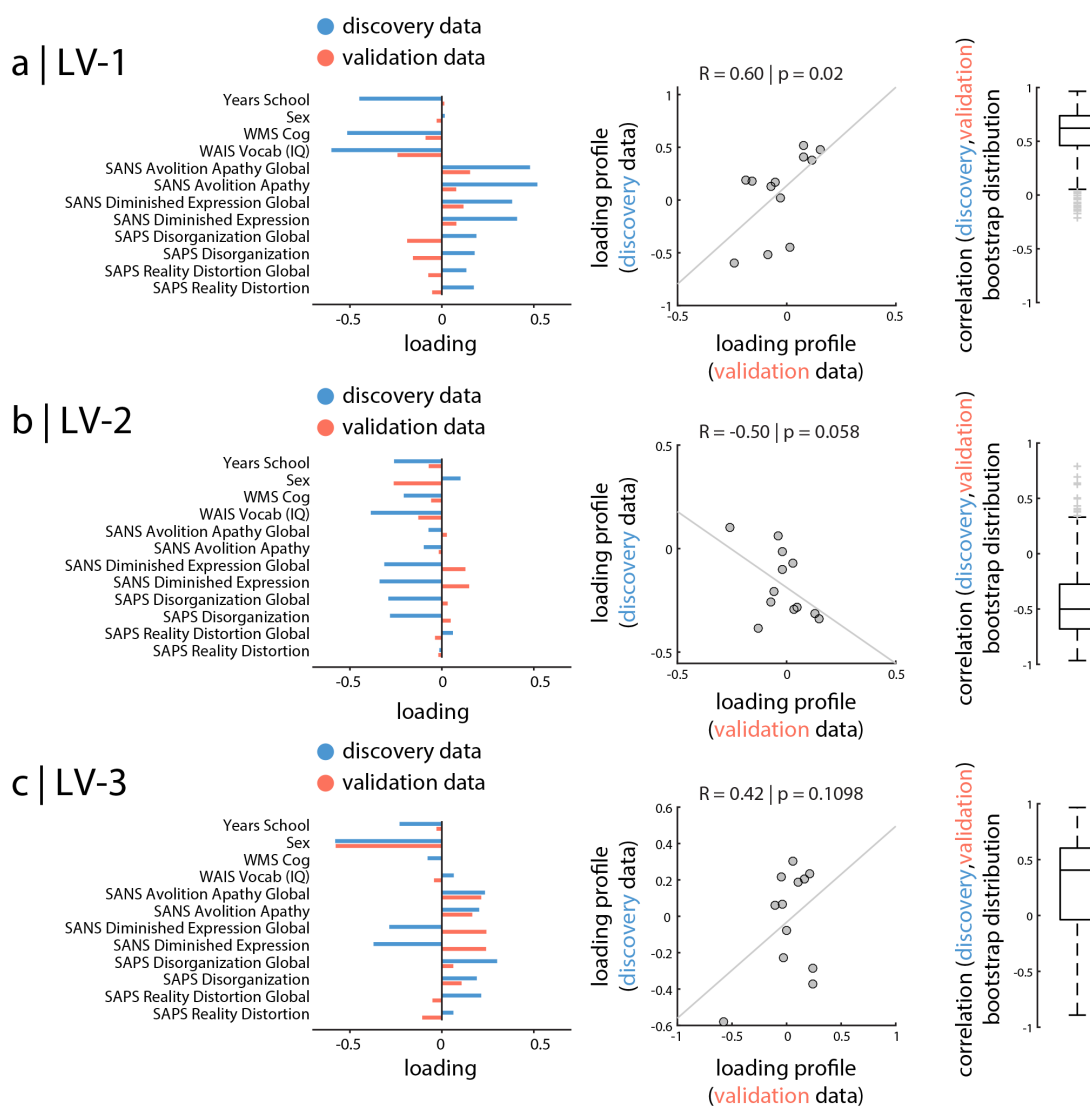 a | LV-1
discovery data
validation data
Years School
Sex
WMS Cog
WAIS Vocab (IQ)
SANS Avolition Apathy Global
SANS Avolition Apathy
SANS Diminished Expression Global
SANS Diminished Expression
SAPS Disorganization Global
SAPS Disorganization
SAPS Reality Distortion Global
SAPS Reality Distortion
-0.5 0 0.5
loading
R = 0.60 | p = 0.02
1
0.5
0
-0.5
-1
-0.5 0 0.5
loading profile
(discovery data)
loading profile
(validation data)
correlation (discovery,validation)
bootstrap distribution
1
0.5
0
-0.5
-1
b | LV-2
discovery data
validation data
Years School
Sex
WMS Cog
WAIS Vocab (IQ)
SANS Avolition Apathy Global
SANS Avolition Apathy
SANS Diminished Expression Global
SANS Diminished Expression
SAPS Disorganization Global
SAPS Disorganization
SAPS Reality Distortion Global
SAPS Reality Distortion
-0.5 0 0.5
loading
R = -0.50 | p = 0.058
0.5
0
-0.5
-0.5 0 0.5
loading profile
(discovery data)
loading profile
(validation data)
correlation (discovery,validation)
bootstrap distribution
1
0.5
0
-0.5
-1
c | LV-3
discovery data
validation data
Years School
Sex
WMS Cog
WAIS Vocab (IQ)
SANS Avolition Apathy Global
SANS Avolition Apathy
SANS Diminished Expression Global
SANS Diminished Expression
SAPS Disorganization Global
SAPS Disorganization
SAPS Reality Distortion Global
SAPS Reality Distortion
-0.5 0 0.5
loading
R = 0.42 | p = 0.1098
0.6
0.4
0.2
0
-0.2
-0.4
-0.6
-1 -0.5 0 0.5 1
loading profile
(discovery data)
loading profile
(validation data)
correlation (discovery,validation)
bootstrap distribution
1
0.5
0
-0.5
-1